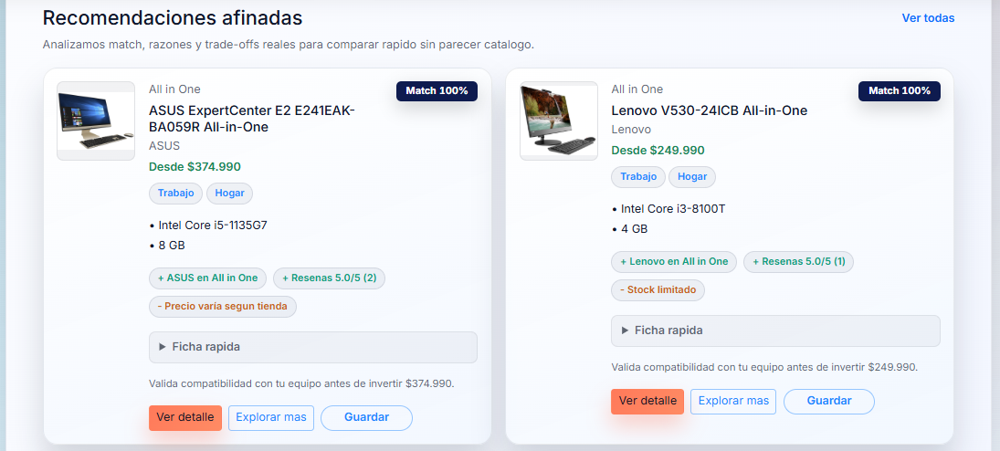 Recomendaciones afinadas
Ver todas
Analizamos match, razones y trade-offs reales para comparar rapido sin parecer catalogo.
All in One
Match 100%
ASUS ExpertCenter E2 E241EAK-
BA059R All-in-One
ASUS
Desde $374.990
Trabajo
Hogar
• Intel Core i5-1135G7
• 8 GB
+ ASUS en All in One
+ Resenas 5.0/5 (2)
- Precio varia segun tienda
▶ Ficha rapida
Valida compatibilidad con tu equipo antes de invertir $374.990.
Ver detalle
Explorar mas
Guardar
All in One
Match 100%
Lenovo V530-24ICB All-in-One
Lenovo
Desde $249.990
Trabajo
Hogar
• Intel Core i3-8100T
• 4 GB
+ Lenovo en All in One
+ Resenas 5.0/5 (1)
- Stock limitado
▶ Ficha rapida
Valida compatibilidad con tu equipo antes de invertir $249.990.
Ver detalle
Explorar mas
Guardar